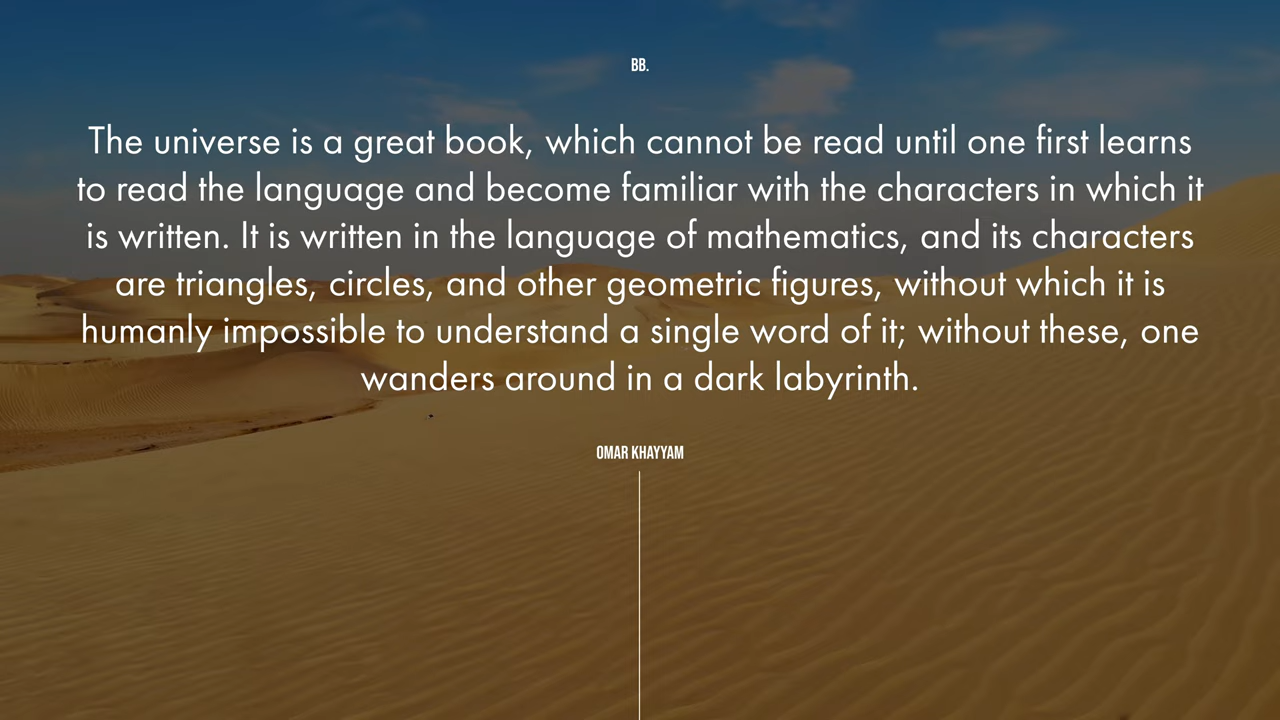 BB.
The universe is a great book, which cannot be read until one first learns
to read the language and become familiar with the characters in which it
is written. It is written in the language of mathematics, and its characters
are triangles, circles, and other geometric figures, without which it is
humanly impossible to understand a single word of it; without these, one
wanders around in a dark labyrinth.
OMAR KHAYYAM